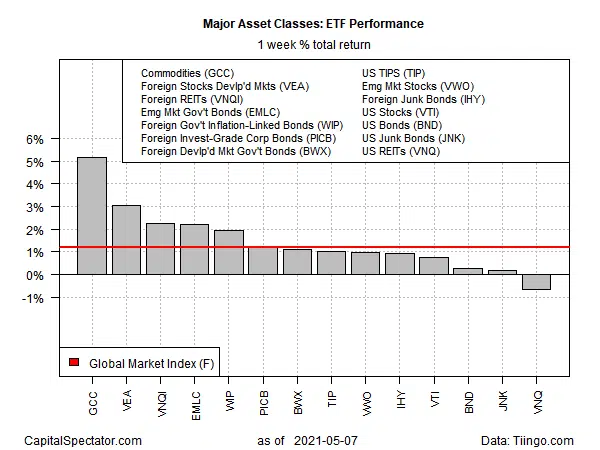 Major Asset Classes: ETF Performance
1 week % total return
Commodities (GCC)
Foreign Stocks Devlp'd Mkts (VEA)
Foreign REITs (VNQI)
Emg Mkt Gov't Bonds (EMLC)
Foreign Gov't Inflation-Linked Bonds (WIP)
Foreign Invest-Grade Corp Bonds (PICB)
Foreign Devlp'd Mkt Gov't Bonds (BWX)
US TIPS (TIP)
Emg Mkt Stocks (VWO)
Foreign Junk Bonds (IHY)
US Stocks (VTI)
US Bonds (BND)
US Junk Bonds (JNK)
US REITs (VNQ)
6%
5%
4%
3%
2%
1%
0%
-1%
Global Market Index (F)
GCC
VEA
VNQI
EMLC
WIP
PICB
BWX
TIP
VWO
IHY
VTI
BND
JNK
VNQ
CapitalSpectator.com
as of 2021-05-07
Data: Tiingo.com